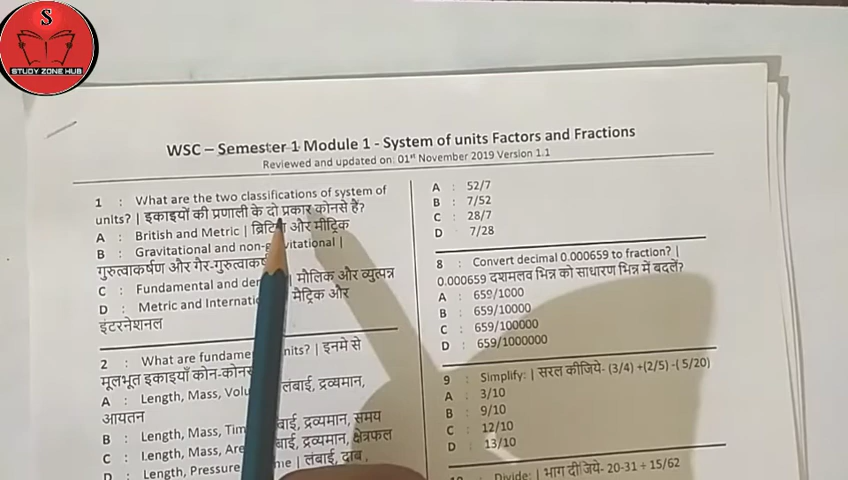 S
STUDY ZONE HUB
WSC – Semester 1 Module 1 - System of units Factors and Fractions
Reviewed and updated on: 01st November 2019 Version 1.1
1 : What are the two classifications of system of
units? | इकाइयों की प्रणाली के दो प्रकार कोनसे हैं?
A : British and Metric | ब्रिटिश और मीट्रिक
B : Gravitational and non-gravitational |
गुरुत्वाकर्षण और गैर-गुरुत्वाकर्षण
C : Fundamental and | मौलिक और व्युत्पन्न
D : Metric and | मैट्रिक और
इंटरनेशनल
2 : What are units? | इनमे से
मूलभूत इकाइयाँ कोन-कोनसी
A : Length, Mass, लंबाई, द्रव्यमान,
आयतन
B : Length, Mass, द्रव्यमान, समय
C : Length, Mass, द्रव्यमान, क्षेत्रफल
D : Length, Pressure | लंबाई, दाब,
A : 52/7
B : 7/52
C : 28/7
D : 7/28
8 : Convert decimal 0.000659 to fraction? |
0.000659 दशमलव भिन्न को साधारण भिन्न में बदलें?
A : 659/1000
B : 659/10000
C : 659/100000
D : 659/1000000
9 : Simplify: | सरल कीजिये- (3/4) +(2/5) -( 5/20)
A : 3/10
B : 9/10
C : 12/10
D : 13/10
10 : Divide: | भाग दीजिये- 20-31 ÷ 15/62